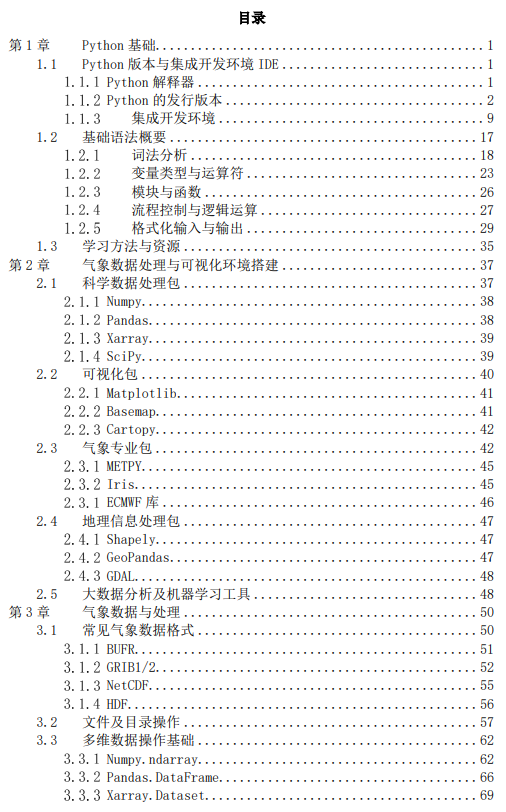 目录
第 1 章 Python 基础 1
1.1 Python 版本与集成开发环境 IDE 1
1.1.1 Python 解释器 1
1.1.2 Python 的发行版本 2
1.1.3 集成开发环境 9
1.2 基础语法概要 17
1.2.1 词法分析 18
1.2.2 变量类型与运算符 23
1.2.3 模块与函数 26
1.2.4 流程控制与逻辑运算 27
1.2.5 格式化输入与输出 29
1.3 学习方法与资源 35
第 2 章 气象数据处理与可视化环境搭建 37
2.1 科学数据处理包 37
2.1.1 Numpy 38
2.1.2 Pandas 38
2.1.3 Xarray 39
2.1.4 SciPy 39
2.2 可视化包 40
2.2.1 Matplotlib 41
2.2.2 Basemap 41
2.2.3 Cartopy 42
2.3 气象专业包 42
2.3.1 METPY 45
2.3.2 Iris 45
2.3.1 ECMWF 库 46
2.4 地理信息处理包 47
2.4.1 Shapely 47
2.4.2 GeoPandas 47
2.4.3 GDAL 48
2.5 大数据分析及机器学习工具 48
第 3 章 气象数据与处理 50
3.1 常见气象数据格式 50
3.1.1 BUFR 51
3.1.2 GRIB1/2 52
3.1.3 NetCDF 55
3.1.4 HDF 56
3.2 文件及目录操作 57
3.3 多维数据操作基础 62
3.3.1 Numpy.ndarray 62
3.3.2 Pandas.DataFrame 66
3.3.3 Xarray.Dataset 69